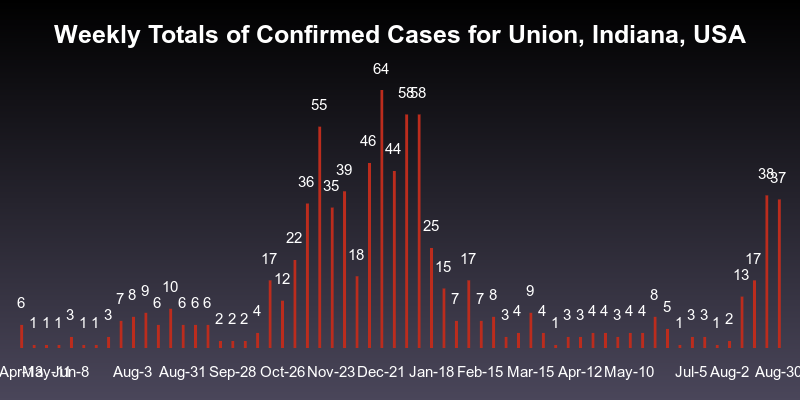 Weekly Totals of Confirmed Cases for Union, Indiana, USA
6 1 1 1 3 1 1 3 7 8 9 6 10 6 6 6 2 2 2 4 17 12 22 36 55 35 39 18 46 64 44 58 58 25 15 7 17 7 8 3 4 9 4 1 3 3 4 4 3 4 4 8 5 1 3 3 1 2 13 17 38 37
Apr-13 May-11 Jun-8 Aug-3 Aug-31 Sep-28 Oct-26 Nov-23 Dec-21 Jan-18 Feb-15 Mar-15 Apr-12 May-10 Jul-5 Aug-2 Aug-30